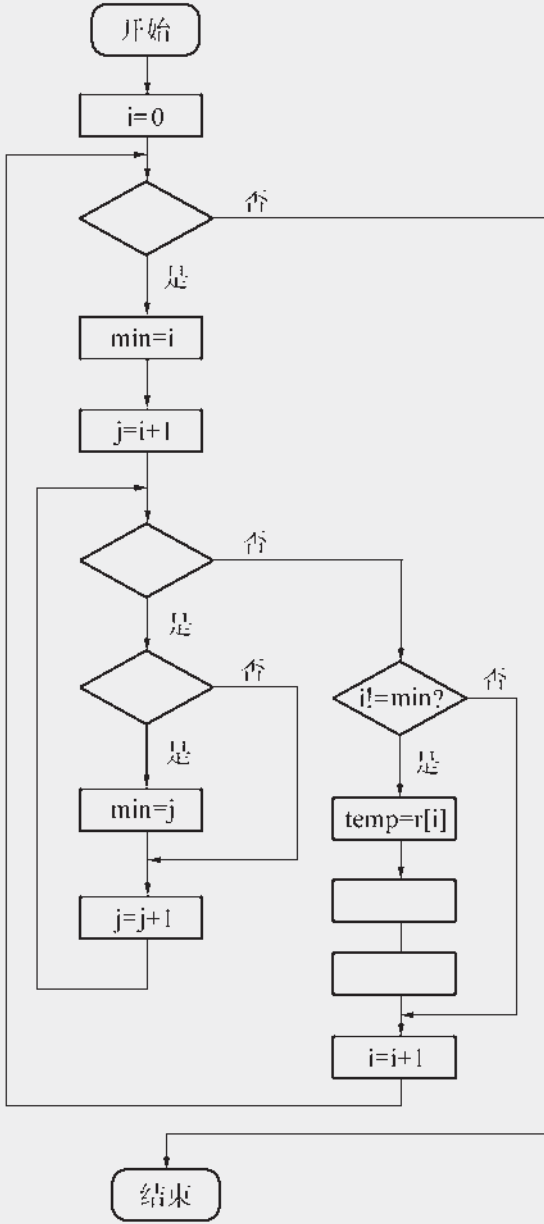 开始
i=0
否
是
min=i
j=i+1
否
是
否
是
min=j
j=j+1
i!=min?
否
是
temp=r[i]
i=i+1
结束